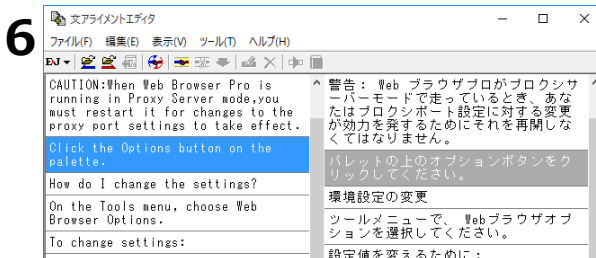 6
文アライメントエディタ
ファイル(F) 編集(E) 表示(V) ツール(T) ヘルプ(H)
EJ
CAUTION:When Web Browser Pro is
running in Proxy Server mode,you
must restart it for changes to the
proxy port settings to take effect.
Click the Options button on the
palette.
How do I change the settings?
On the Tools menu, choose Web
Browser Options.
To change settings:
警告: Web ブラウザプロがプロクシサ
ーバーモードで走っているとき、あな
たはプロクシポート設定に対する変更
が効力を発するためにそれを再開しな
くてはなりません。
パレットの上のオプションボタンをク
リックしてください。
環境設定の変更
ツールメニューで、Webブラウザオプ
ションを選択してください。
設定値を変えるために: